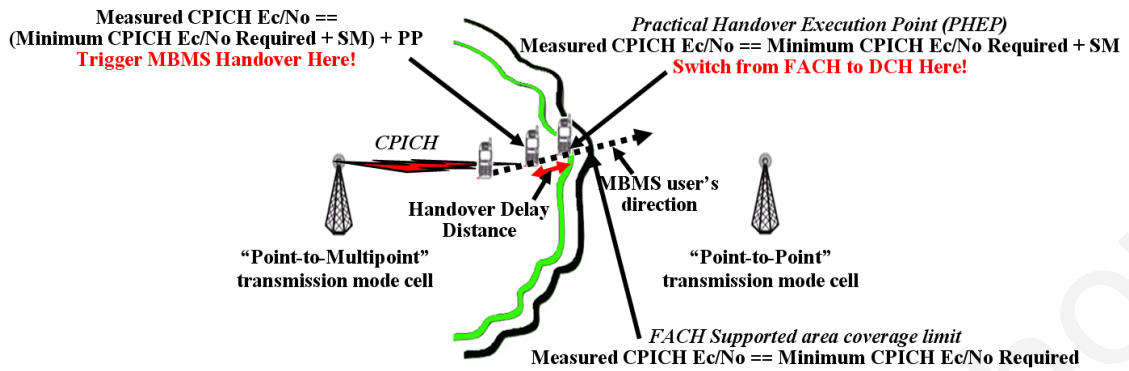 Measured CPICH Ec/No ==
(Minimum CPICH Ec/No Required + SM) + PP
Trigger MBMS Handover Here!
Practical Handover Execution Point (PHEP)
Measured CPICH Ec/No == Minimum CPICH Ec/No Required + SM
Switch from FACH to DCH Here!
CPICH
Handover Delay
Distance
MBMS user's
direction
“Point-to-Multipoint”
transmission mode cell
“Point-to-Point”
transmission mode cell
FACH Supported area coverage limit
Measured CPICH Ec/No == Minimum CPICH Ec/No Required